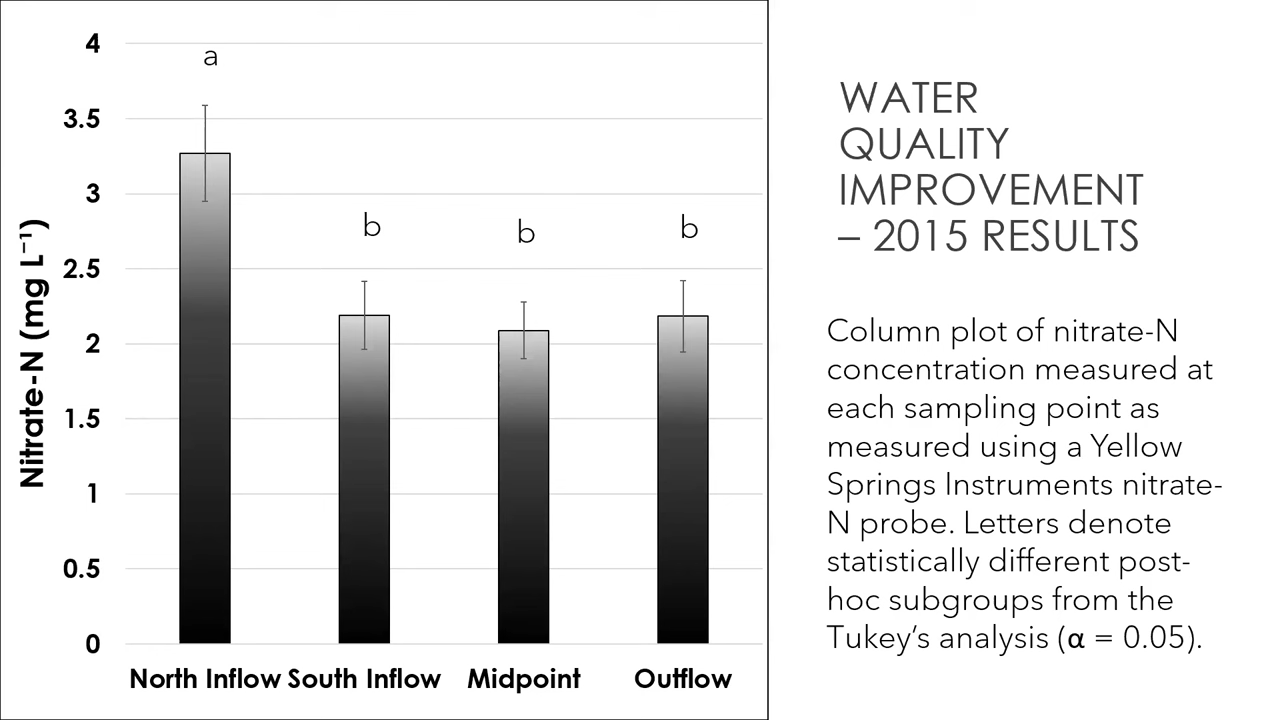 4
3.5
3
2.5
2
1.5
1
0.5
0
Nitrate-N (mg L⁻¹)
a
b
b
b
North Inflow
South Inflow
Midpoint
Outflow
WATER
QUALITY
IMPROVEMENT
– 2015 RESULTS
Column plot of nitrate-N
concentration measured at
each sampling point as
measured using a Yellow
Springs Instruments nitrate-
N probe. Letters denote
statistically different post-
hoc subgroups from the
Tukey’s analysis (α = 0.05).